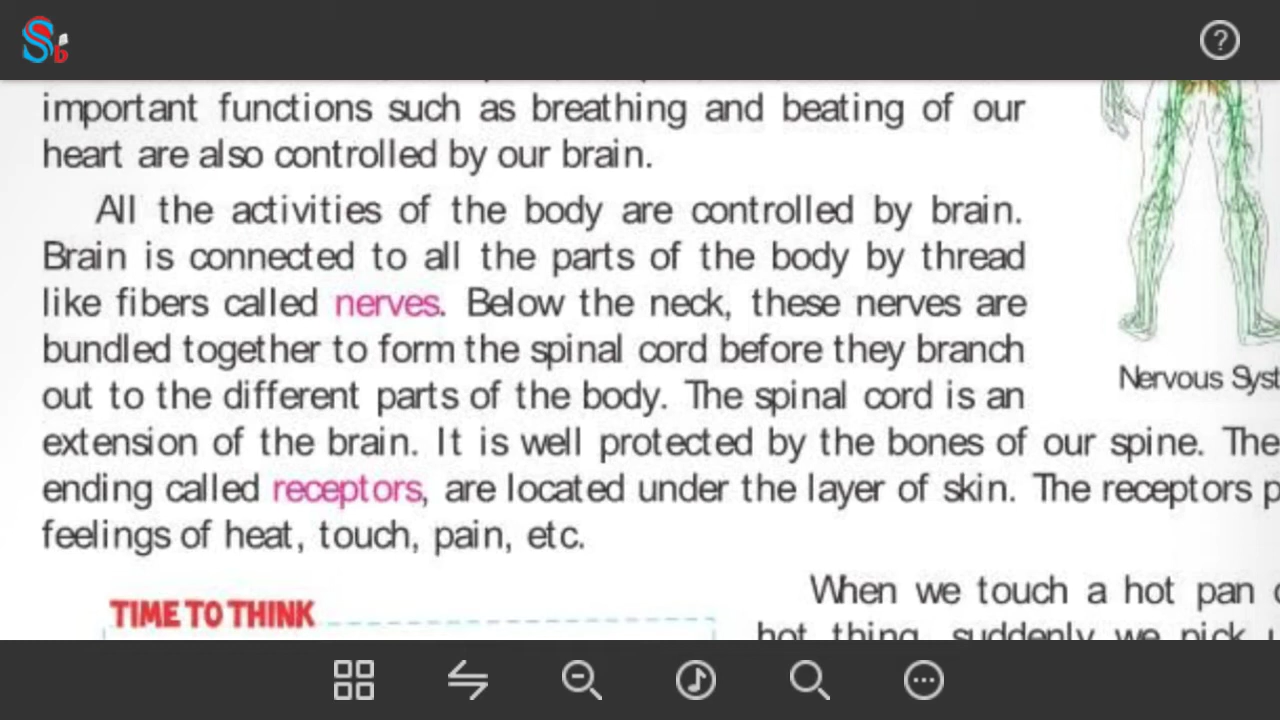 important functions such as breathing and beating of our
heart are also controlled by our brain.
All the activities of the body are controlled by brain.
Brain is connected to all the parts of the body by thread
like fibers called nerves. Below the neck, these nerves are
bundled together to form the spinal cord before they branch
out to the different parts of the body. The spinal cord is an
extension of the brain. It is well protected by the bones of our spine. The
ending called receptors, are located under the layer of skin. The receptors p
feelings of heat, touch, pain, etc.
Nervous Syst
TIME TO THINK
When we touch a hot pan
hot thing, suddenly we pick